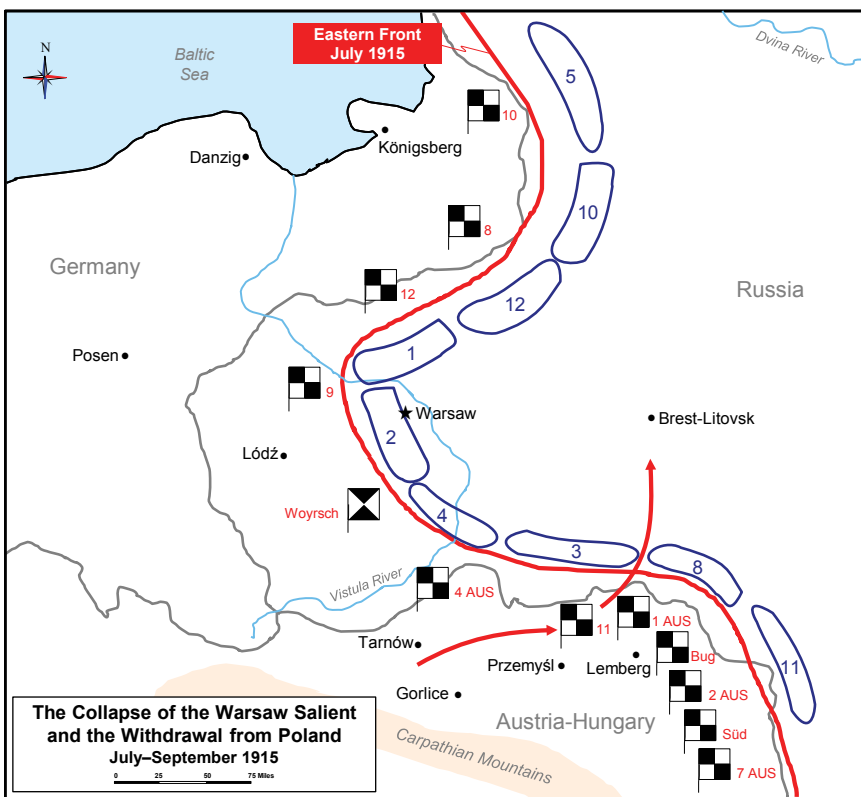 Eastern Front
July 1915
N
Baltic
Sea
Dvina River
5
10
Königsberg
Danzig
10
8
Germany
12
12
Russia
1
Posen
9
Warsaw
Brest-Litovsk
2
Lódź
Woyrsch
4
3
8
Vistula River
4 AUS
11
1 AUS
Tarnów
Przemyśl
Lemberg
Bug
11
Gorlice
2 AUS
Austria-Hungary
Süd
Carpathian Mountains
7 AUS
The Collapse of the Warsaw Salient
and the Withdrawal from Poland
July–September 1915
0 25 50 75 Miles